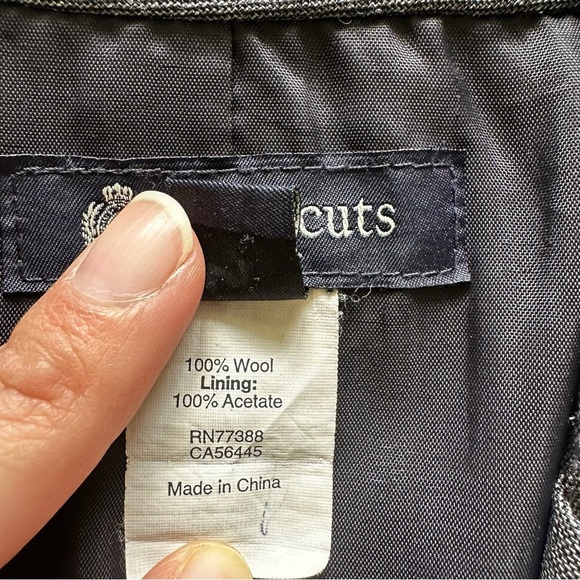 cuts
100% Wool
Lining:
100% Acetate
RN77388
CA56445
Made in China